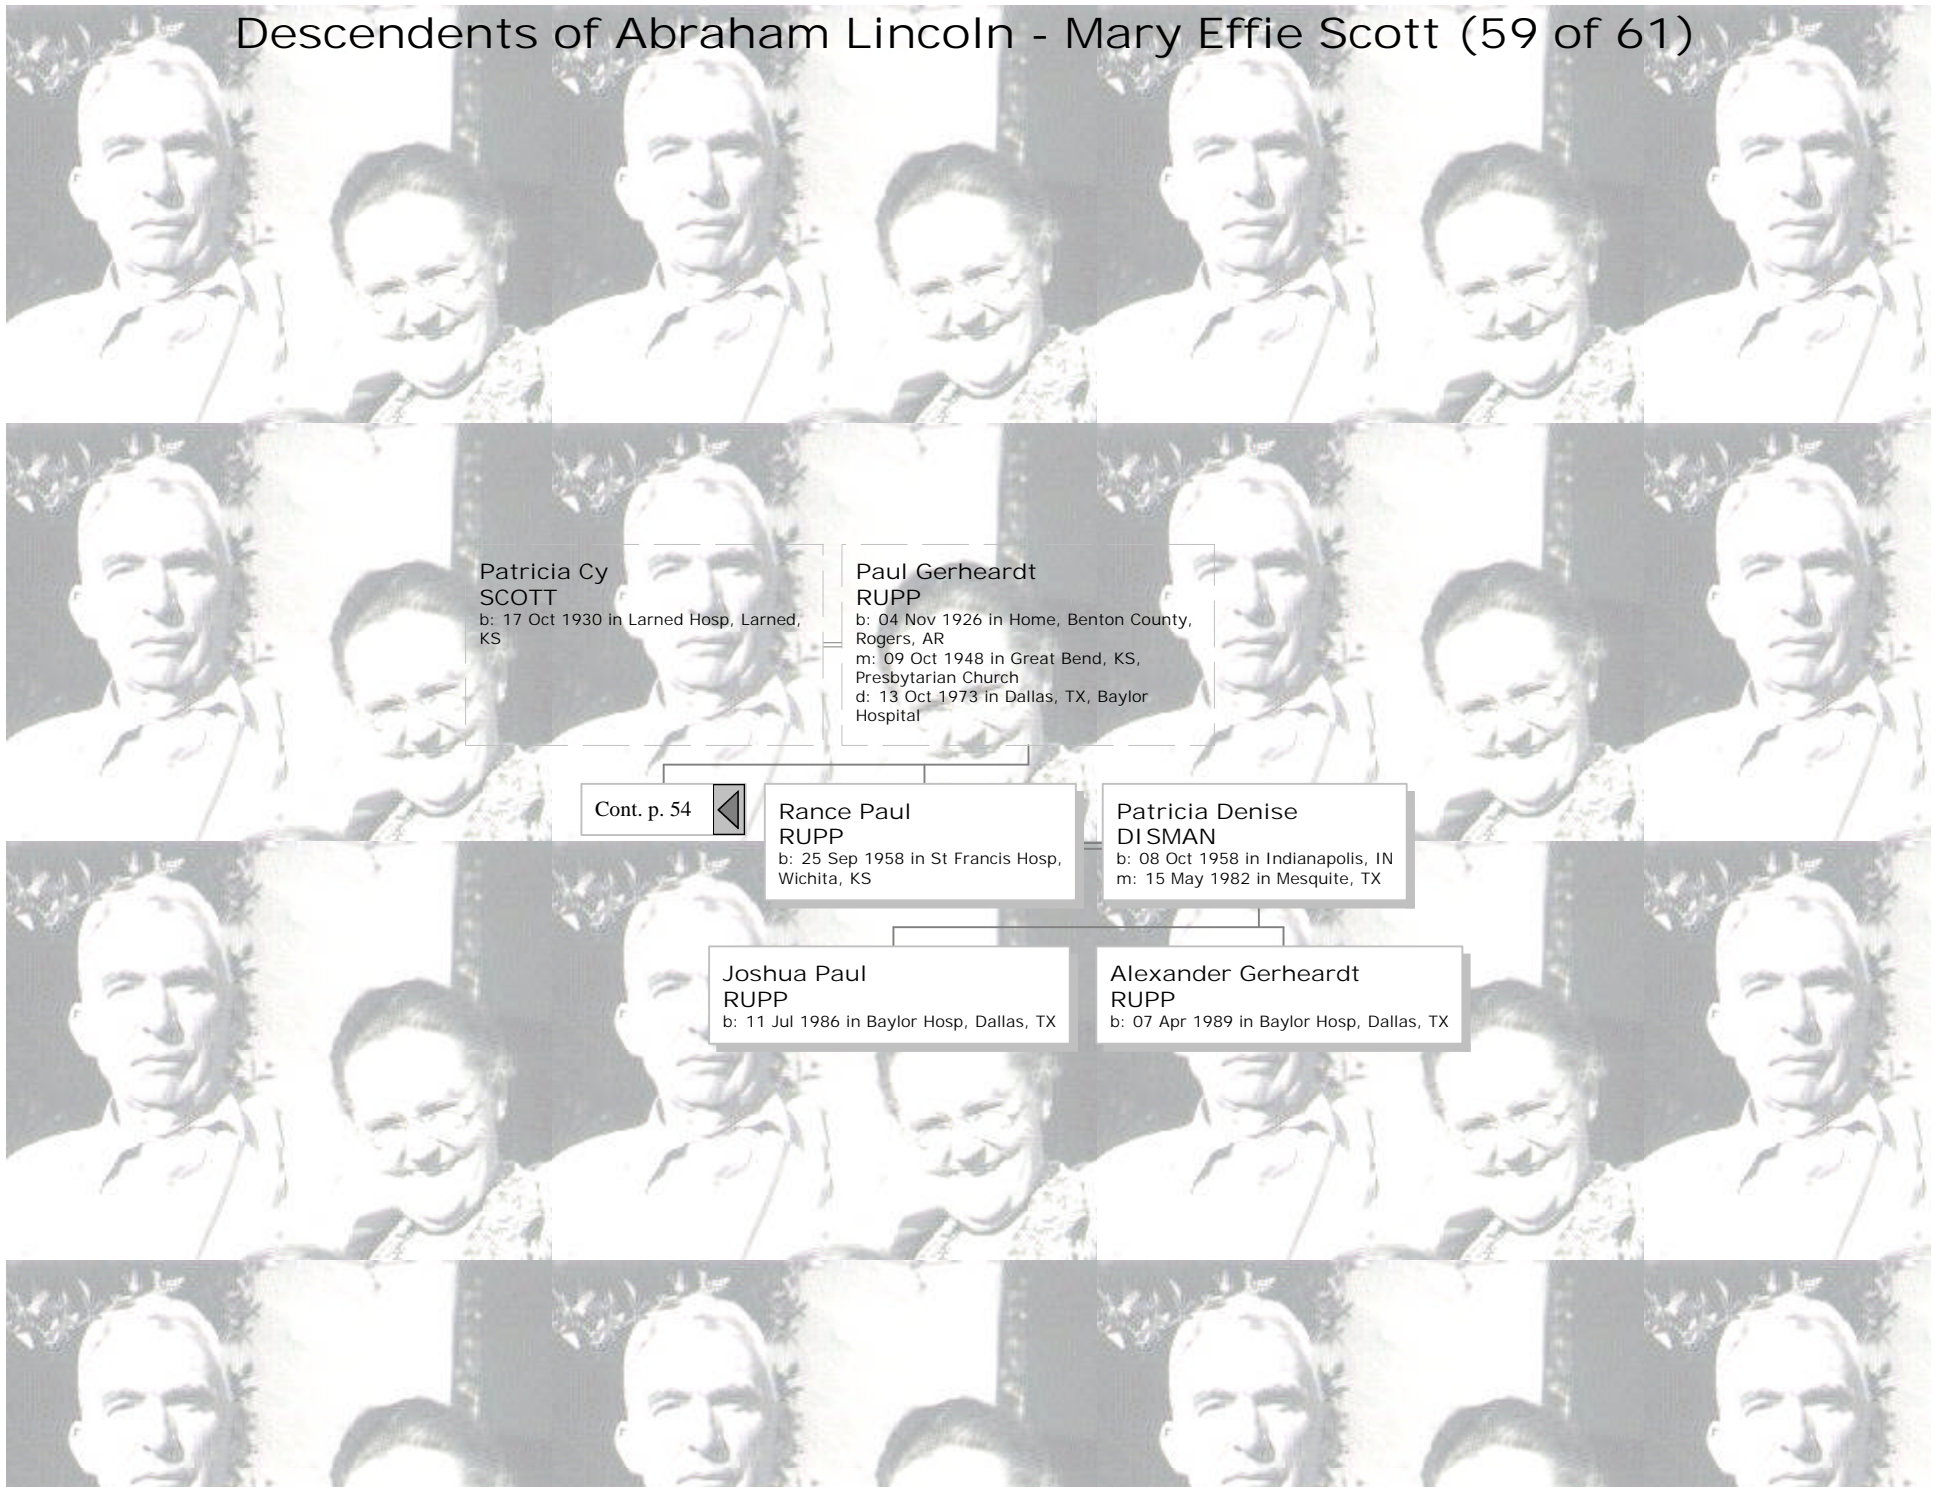 Descendents of Abraham Lincoln - Mary Effie Scott (59 of 61)
Patricia Cy
SCOTT
b: 17 Oct 1930 in Larned Hosp, Larned,
KS
Paul Gerheardt
RUPP
b: 04 Nov 1926 in Home, Benton County,
Rogers, AR
m: 09 Oct 1948 in Great Bend, KS,
Presbytarian Church
d: 13 Oct 1973 in Dallas, TX, Baylor
Hospital
Cont. p. 54
Rance Paul
RUPP
b: 25 Sep 1958 in St Francis Hosp,
Wichita, KS
Patricia Denise
DISMAN
b: 08 Oct 1958 in Indianapolis, IN
m: 15 May 1982 in Mesquite, TX
Joshua Paul
RUPP
b: 11 Jul 1986 in Baylor Hosp, Dallas, TX
Alexander Gerheardt
RUPP
b: 07 Apr 1989 in Baylor Hosp, Dallas, TX